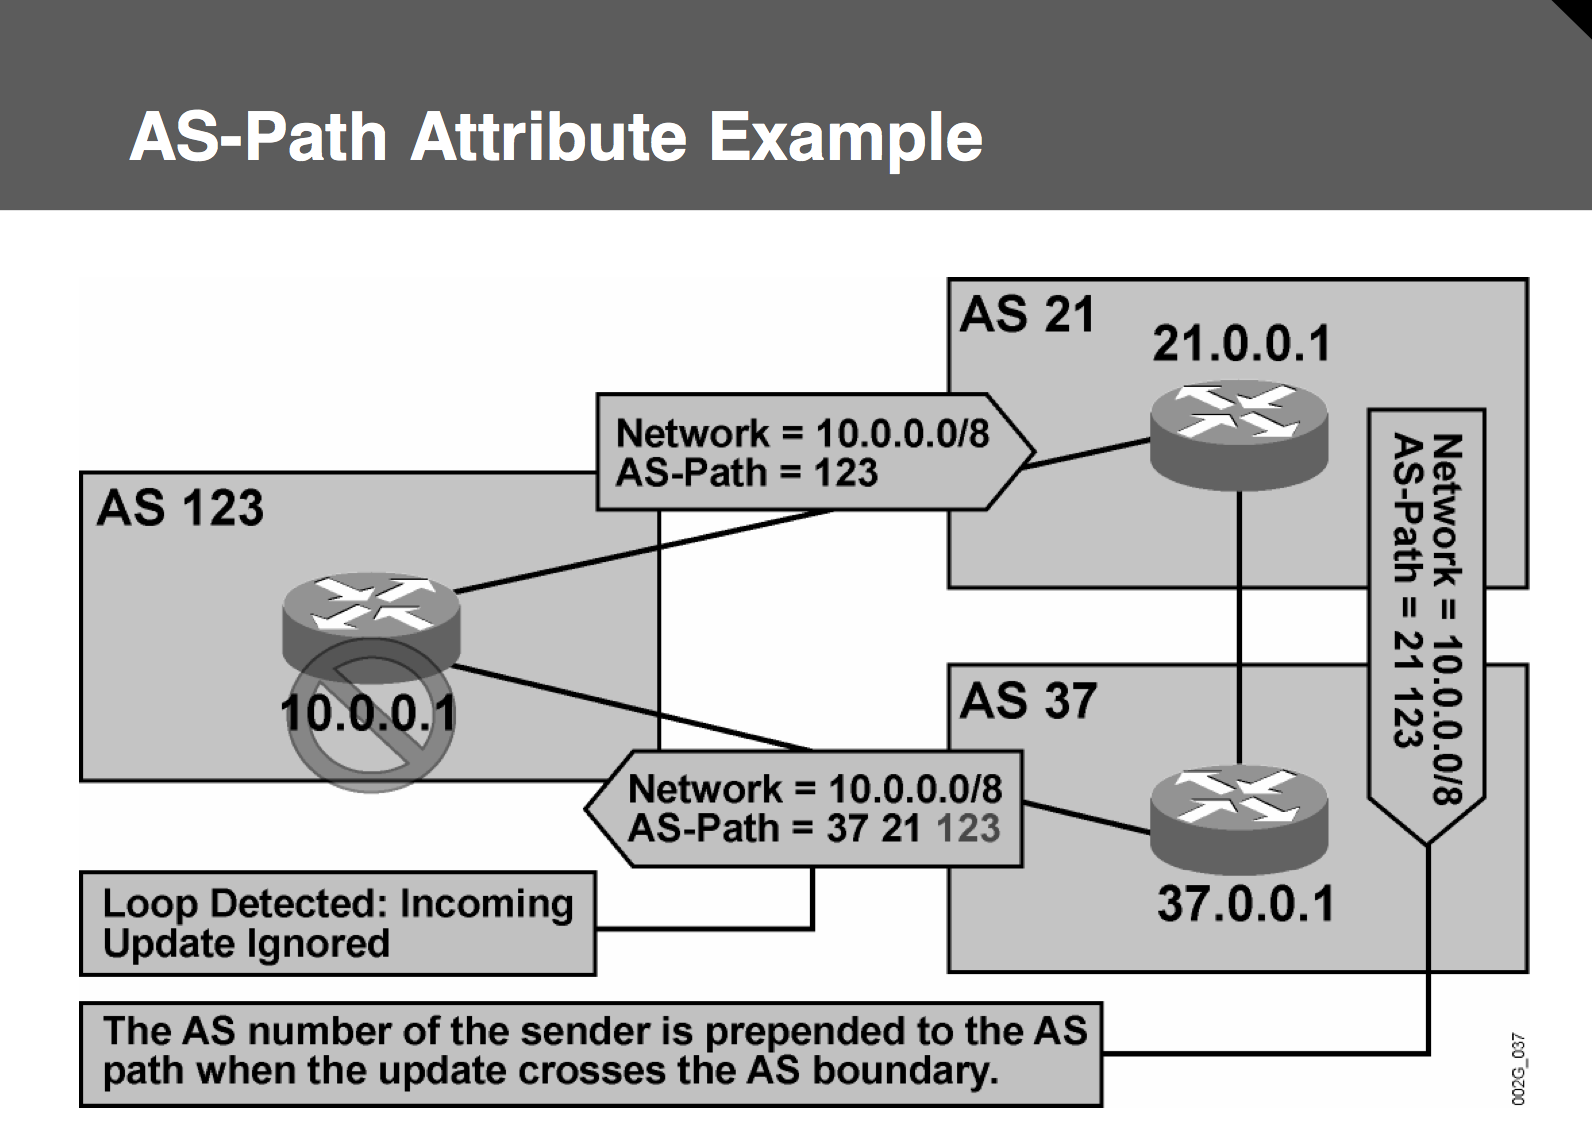 AS-Path Attribute Example
AS 21
21.0.0.1
Network = 10.0.0.0/8
AS-Path = 123
AS 123
10.0.0.1
Network = 10.0.0.0/8
AS-Path = 21 123
AS 37
37.0.0.1
Network = 10.0.0.0/8
AS-Path = 37 21 123
Loop Detected: Incoming
Update Ignored
The AS number of the sender is prepended to the AS
path when the update crosses the AS boundary.
002G_037